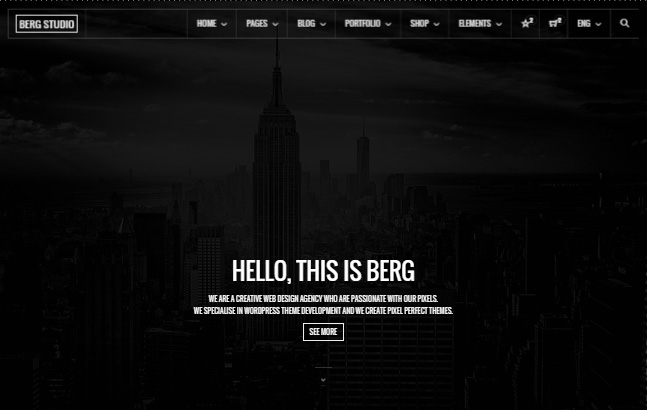 BERG STUDIO
HOME PAGES BLOG PORTFOLIO SHOP ELEMENTS 2 2 ENG
HELLO, THIS IS BERG
WE ARE A CREATIVE WEB DESIGN AGENCY WHO ARE PASSIONATE WITH OUR PIXELS.
WE SPECIALISE IN WORDPRESS THEME DEVELOPMENT AND WE CREATE PIXEL PERFECT THEMES.
SEE MORE